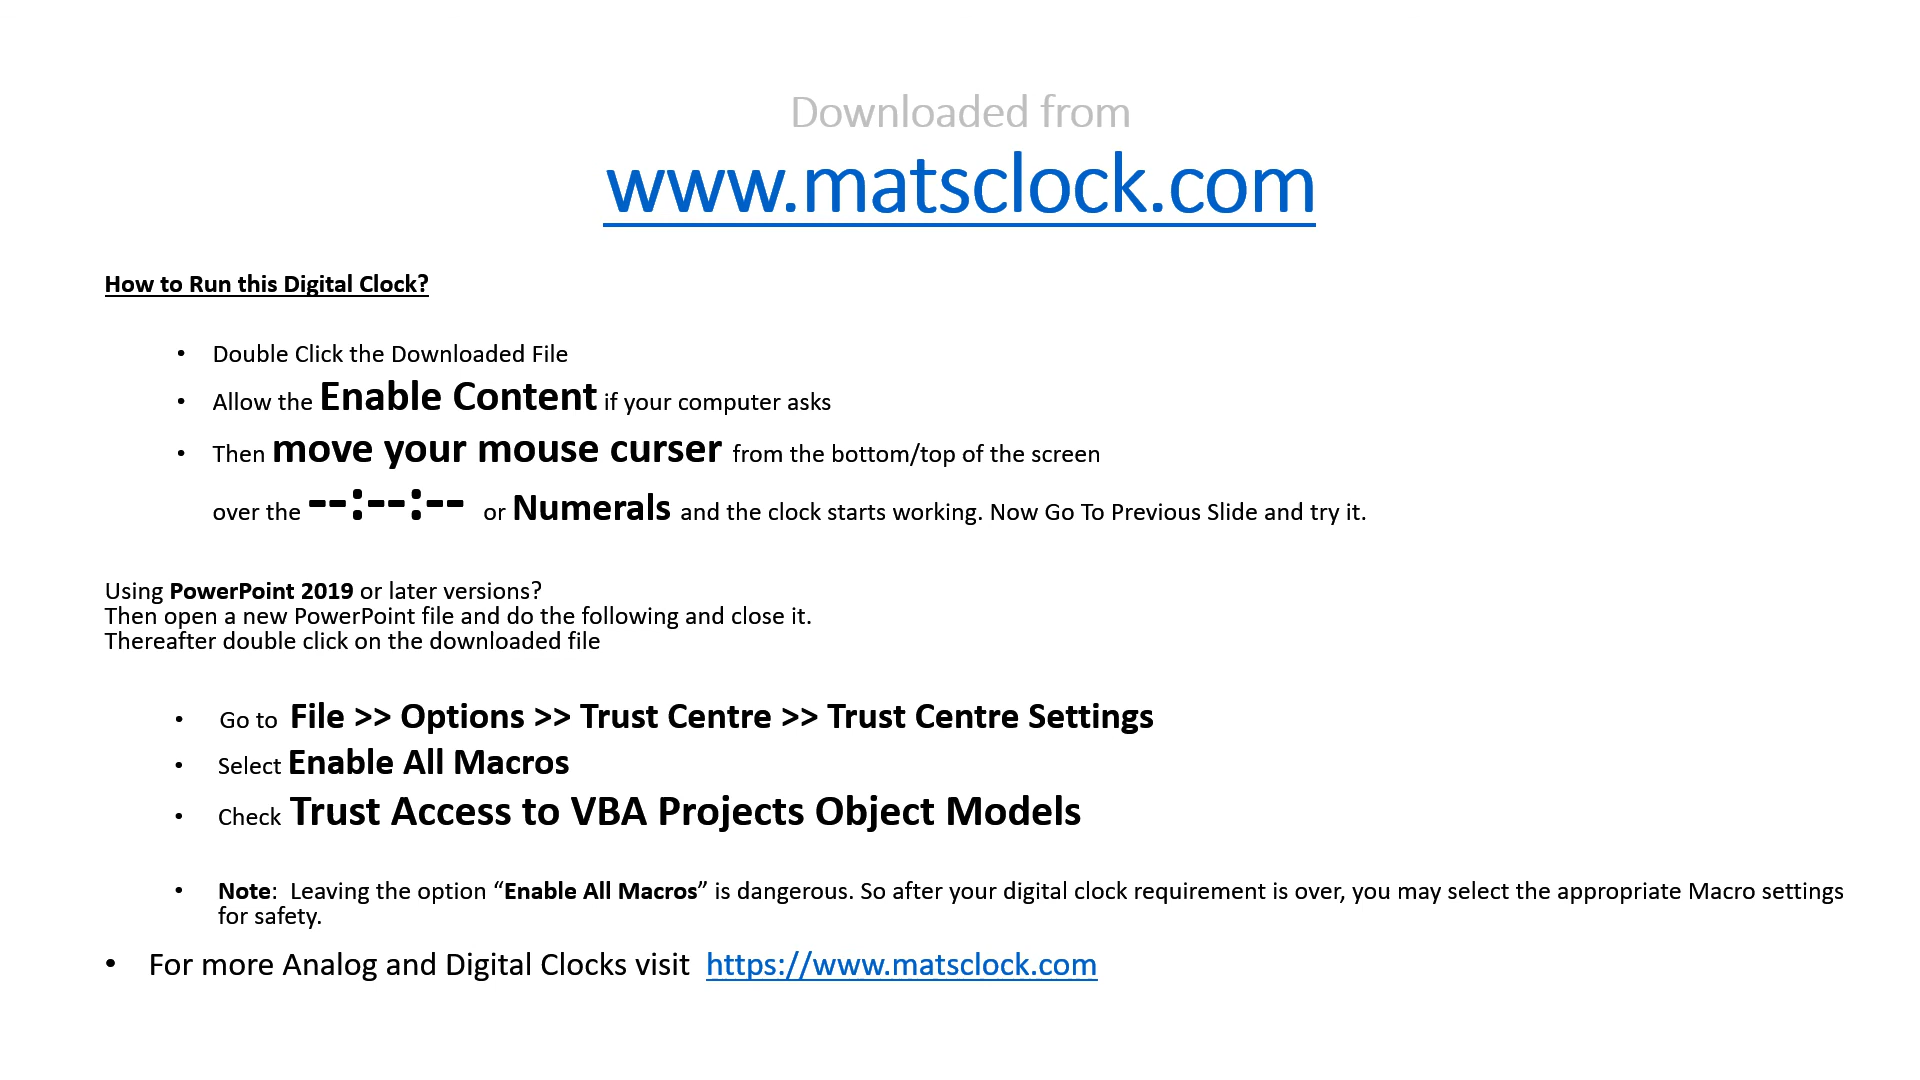 Downloaded from
www.matsclock.com
How to Run this Digital Clock?
• Double Click the Downloaded File
• Allow the Enable Content if your computer asks
• Then move your mouse curser from the bottom/top of the screen
over the --:--:-- or Numerals and the clock starts working. Now Go To Previous Slide and try it.
Using PowerPoint 2019 or later versions?
Then open a new PowerPoint file and do the following and close it.
Thereafter double click on the downloaded file
• Go to File >> Options >> Trust Centre >> Trust Centre Settings
• Select Enable All Macros
• Check Trust Access to VBA Projects Object Models
• Note: Leaving the option “Enable All Macros” is dangerous. So after your digital clock requirement is over, you may select the appropriate Macro settings
for safety.
• For more Analog and Digital Clocks visit https://www.matsclock.com